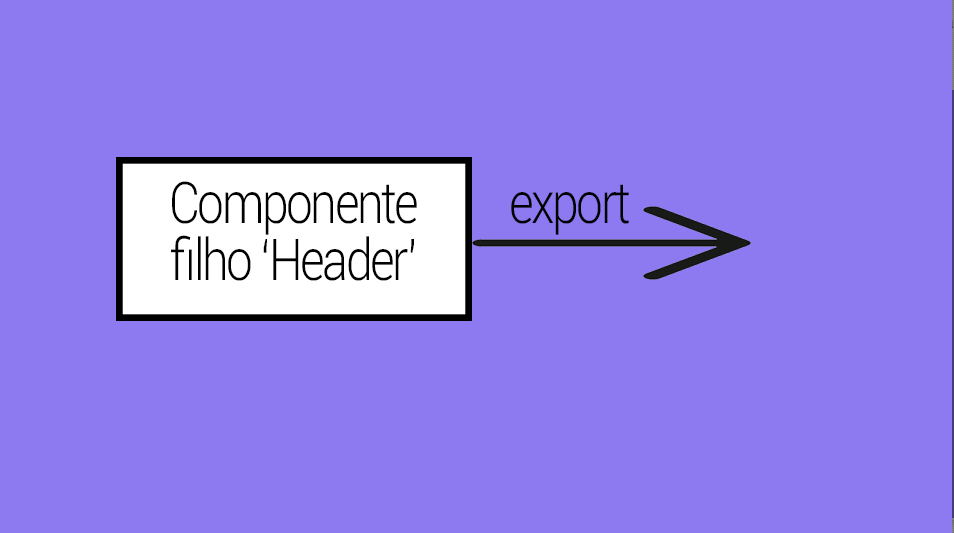 Componente
filho ‘Header’
export